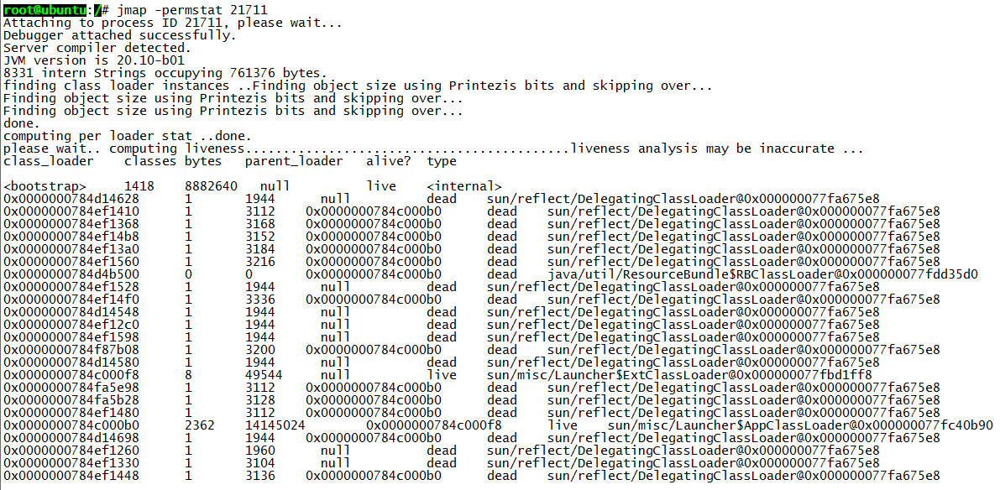 root@ubuntu:/# jmap -permstat 21711
Attaching to process ID 21711, please wait...
Debugger attached successfully.
Server compiler detected.
JVM version is 20.10-b01
8331 intern Strings occupying 761376 bytes.
finding class loader instances ..Finding object size using Printezis bits and skipping over...
Finding object size using Printezis bits and skipping over...
Finding object size using Printezis bits and skipping over...
done.
computing per loader stat ..done.
please wait.. computing liveness...........................................liveness analysis may be inaccurate ...
class_loader classes bytes parent_loader alive? type
<bootstrap> 1418 8882640 null live <internal>
0x0000000784d14628 1 1944 null dead sun/reflect/DelegatingClassLoader@0x000000077fa675e8
0x0000000784ef1410 1 3112 0x0000000784c000b0 dead sun/reflect/DelegatingClassLoader@0x000000077fa675e8
0x0000000784ef1368 1 3168 0x0000000784c000b0 dead sun/reflect/DelegatingClassLoader@0x000000077fa675e8
0x0000000784ef14b8 1 3152 0x0000000784c000b0 dead sun/reflect/DelegatingClassLoader@0x000000077fa675e8
0x0000000784ef13a0 1 3184 0x0000000784c000b0 dead sun/reflect/DelegatingClassLoader@0x000000077fa675e8
0x0000000784ef1560 1 3216 0x0000000784c000b0 dead sun/reflect/DelegatingClassLoader@0x000000077fa675e8
0x0000000784d4b500 0 0 0x0000000784c000b0 dead java/util/ResourceBundle$RBClassLoader@0x000000077fdd35d0
0x0000000784ef1528 1 1944 null dead sun/reflect/DelegatingClassLoader@0x000000077fa675e8
0x0000000784ef14f0 1 3336 0x0000000784c000b0 dead sun/reflect/DelegatingClassLoader@0x000000077fa675e8
0x0000000784d14548 1 1944 null dead sun/reflect/DelegatingClassLoader@0x000000077fa675e8
0x0000000784ef12c0 1 1944 null dead sun/reflect/DelegatingClassLoader@0x000000077fa675e8
0x0000000784ef1598 1 1944 null dead sun/reflect/DelegatingClassLoader@0x000000077fa675e8
0x0000000784f87b08 1 3200 0x0000000784c000b0 dead sun/reflect/DelegatingClassLoader@0x000000077fa675e8
0x0000000784d14580 1 1944 null dead sun/reflect/DelegatingClassLoader@0x000000077fa675e8
0x0000000784c000f8 8 49544 null live sun/misc/Launcher$ExtClassLoader@0x000000077fbd1ff8
0x0000000784fa5e98 1 3112 0x0000000784c000b0 dead sun/reflect/DelegatingClassLoader@0x000000077fa675e8
0x0000000784fa5b28 1 3128 0x0000000784c000b0 dead sun/reflect/DelegatingClassLoader@0x000000077fa675e8
0x0000000784ef1480 1 3112 0x0000000784c000b0 dead sun/reflect/DelegatingClassLoader@0x000000077fa675e8
0x0000000784c000b0 2362 14145024 0x0000000784c000f8 live sun/misc/Launcher$AppClassLoader@0x000000077fc40b90
0x0000000784d14698 1 1944 0x0000000784c000b0 dead sun/reflect/DelegatingClassLoader@0x000000077fa675e8
0x0000000784ef1260 1 1960 null dead sun/reflect/DelegatingClassLoader@0x000000077fa675e8
0x0000000784ef1330 1 3104 null dead sun/reflect/DelegatingClassLoader@0x000000077fa675e8
0x0000000784ef1448 1 3136 0x0000000784c000b0 dead sun/reflect/DelegatingClassLoader@0x000000077fa675e8